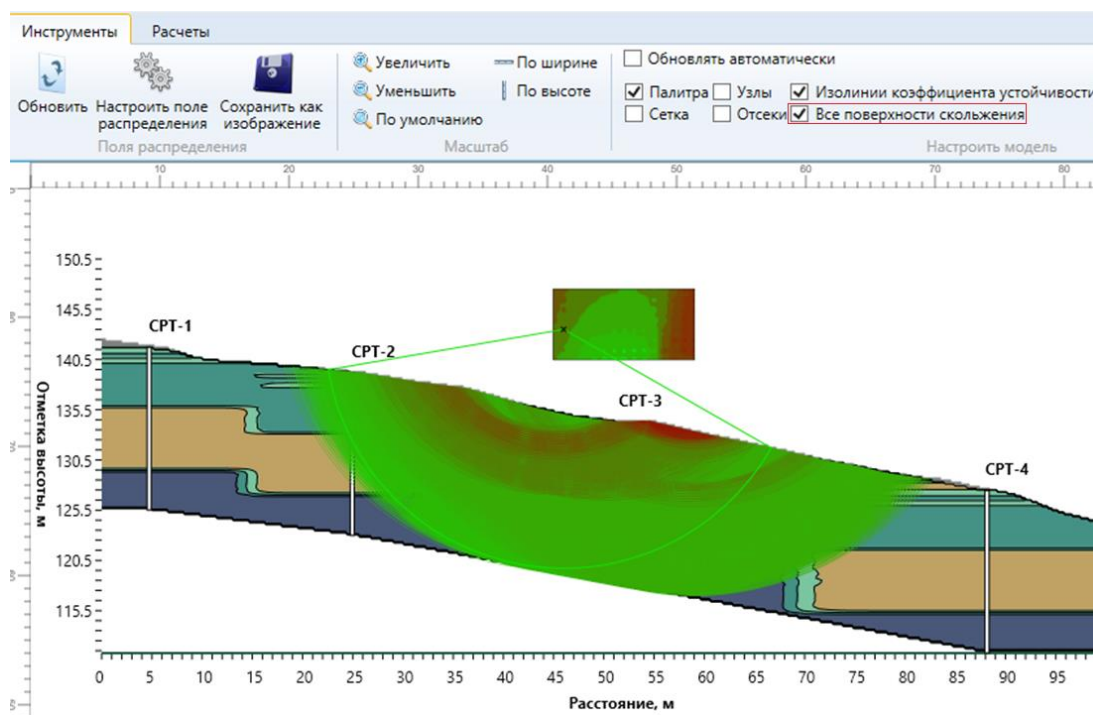 Инструменты Расчеты
Обновить Настроить поле распределения Сохранить как изображение
Поля распределения
Увеличить По ширине
Уменьшить По высоте
По умолчанию
Масштаб
Обновлять автоматически
Палитра Узлы Изолинии коэффициента устойчивости
Сетка Отсеки Все поверхности скольжения
Настроить модель
10 20 30 40 50 60 70 80
150.5
145.5
140.5
135.5
130.5
125.5
120.5
115.5
Отметка высоты, м
СРТ-1
СРТ-2
СРТ-3
СРТ-4
0 5 10 15 20 25 30 35 40 45 50 55 60 65 70 75 80 85 90 95
Расстояние, м